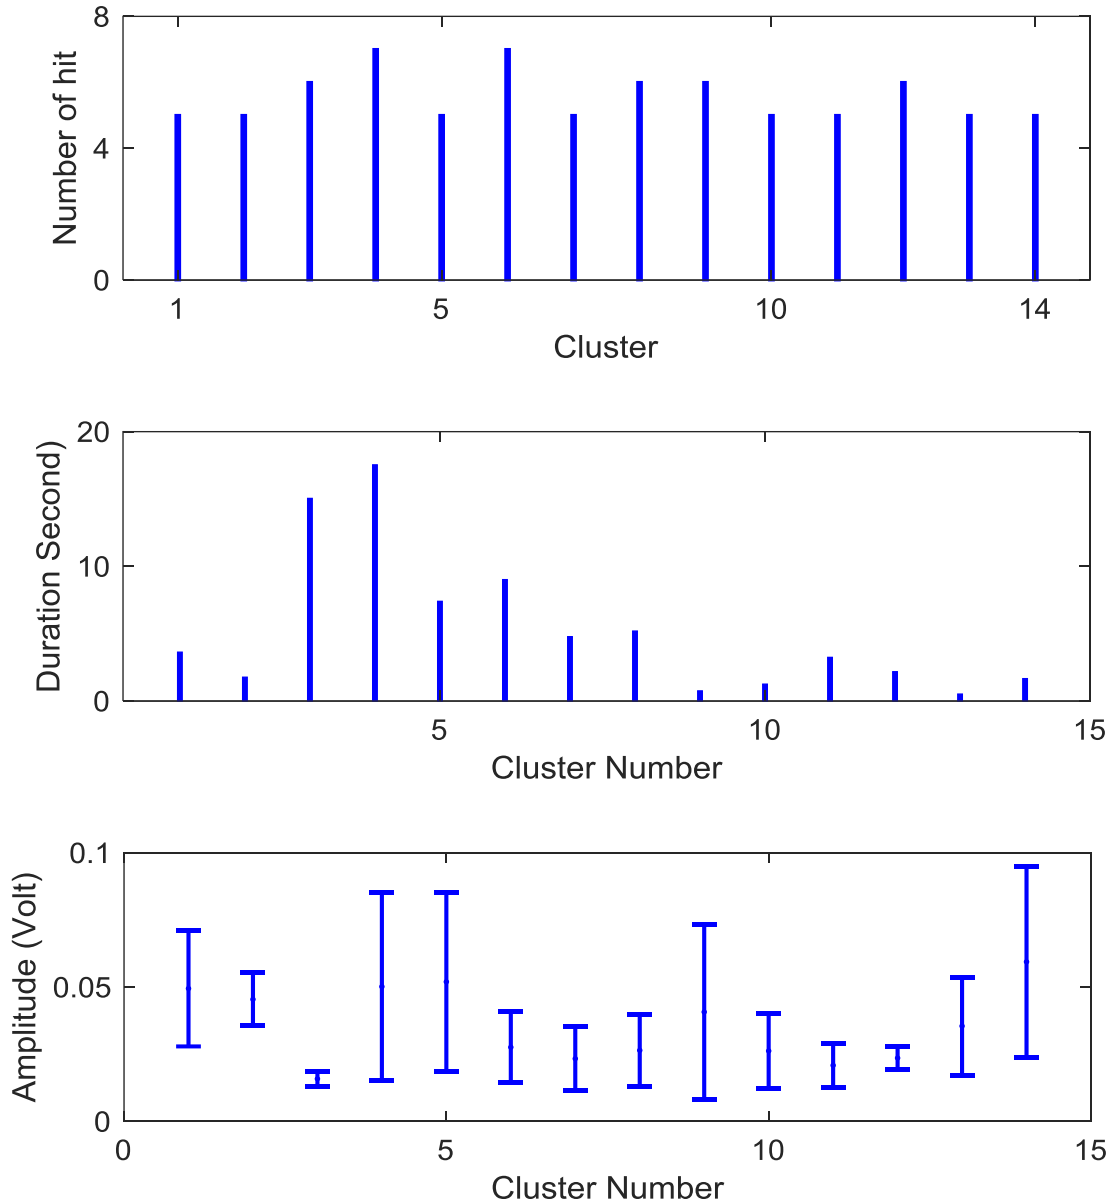 8
4
0
Number of hit
1 5 10 14
Cluster
20
10
0
Duration Second)
5 10 15
Cluster Number
0.1
0.05
0
Amplitude (Volt)
0 5 10 15
Cluster Number